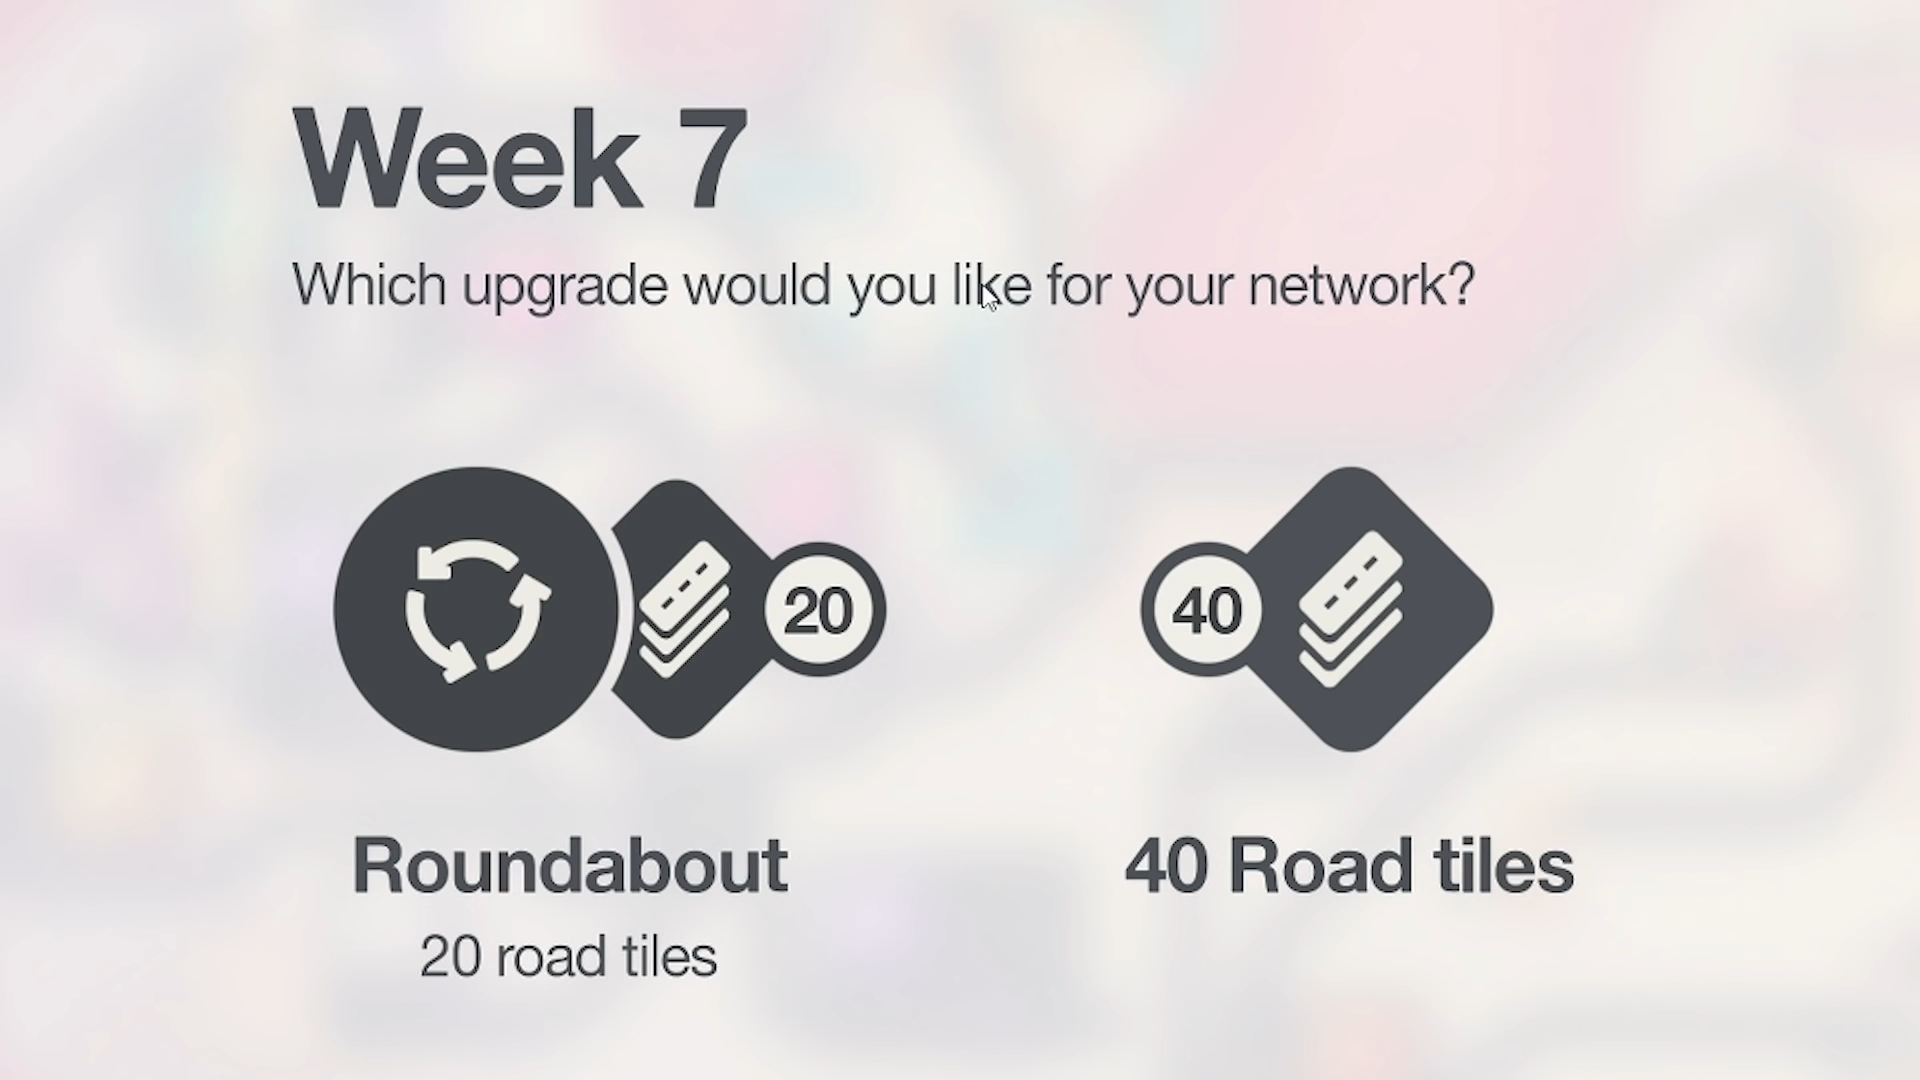 Week 7
Which upgrade would you like for your network?
20
40
Roundabout
40 Road tiles
20 road tiles